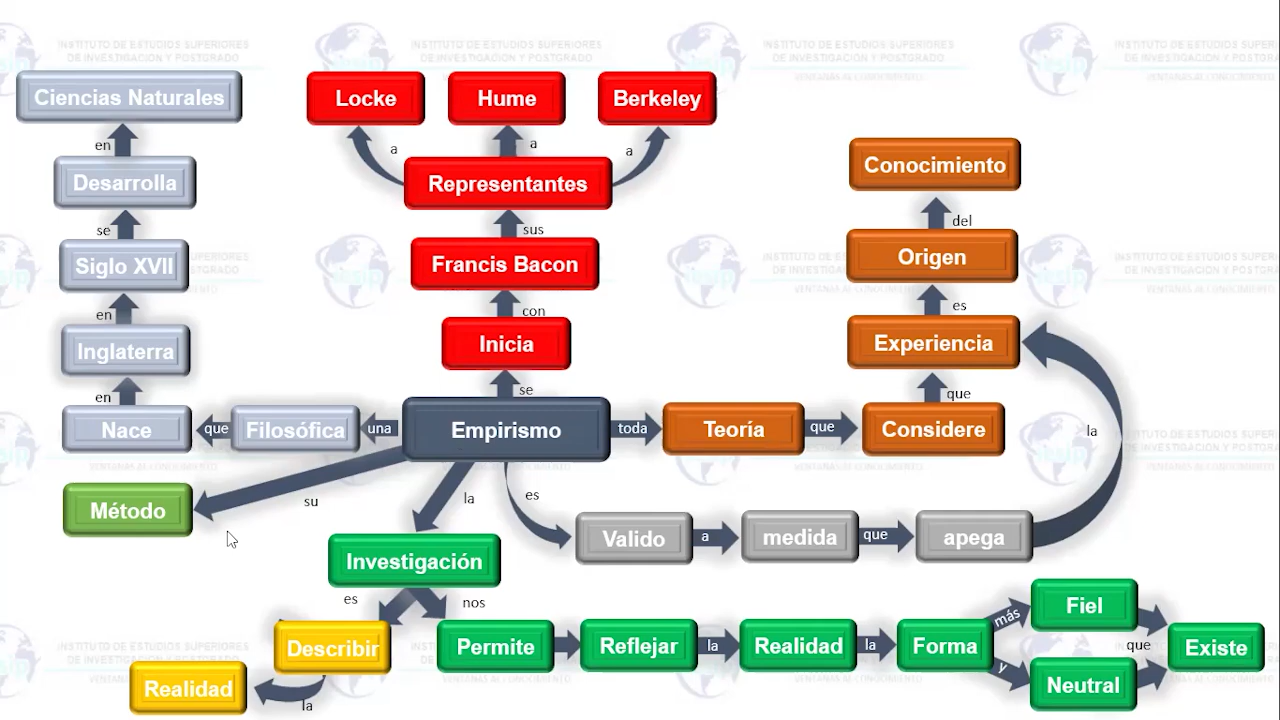 INSTITUTO DE ESTUDIOS SUPERIORES
DE INVESTIGACIÓN Y POSTGRADO
VENTANAS AL CONOCIMIENTO
Ciencias Naturales
en
Desarrolla
se
Siglo XVII
en
Inglaterra
en
Nace
que
Filosófica
una
Locke
Hume
Berkeley
a
a
a
Representantes
sus
Francis Bacon
con
Inicia
se
Empirismo
toda
Teoría
que
Considere
que
Experiencia
es
Origen
del
Conocimiento
su
Método
la
Investigación
es
Valido
a
medida
que
apega
la
es
Describir
la
Realidad
nos
Permite
Reflejar
la
Realidad
la
Forma
más
Fiel
y
Neutral
que
Existe